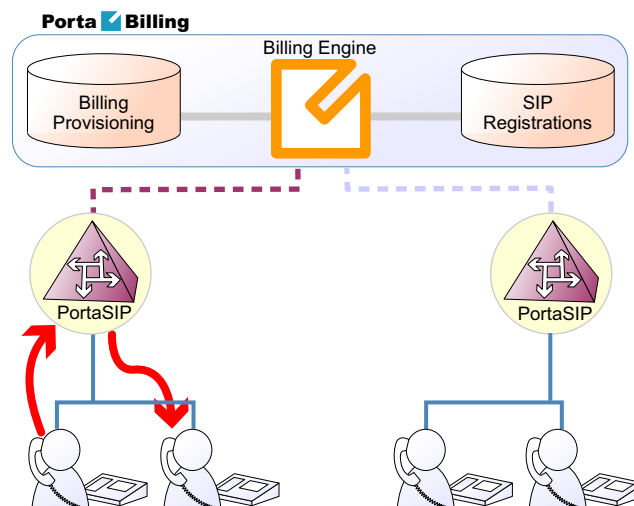 Porta Billing
Billing Engine
Billing
Provisioning
SIP
Registrations
PortaSIP
PortaSIP